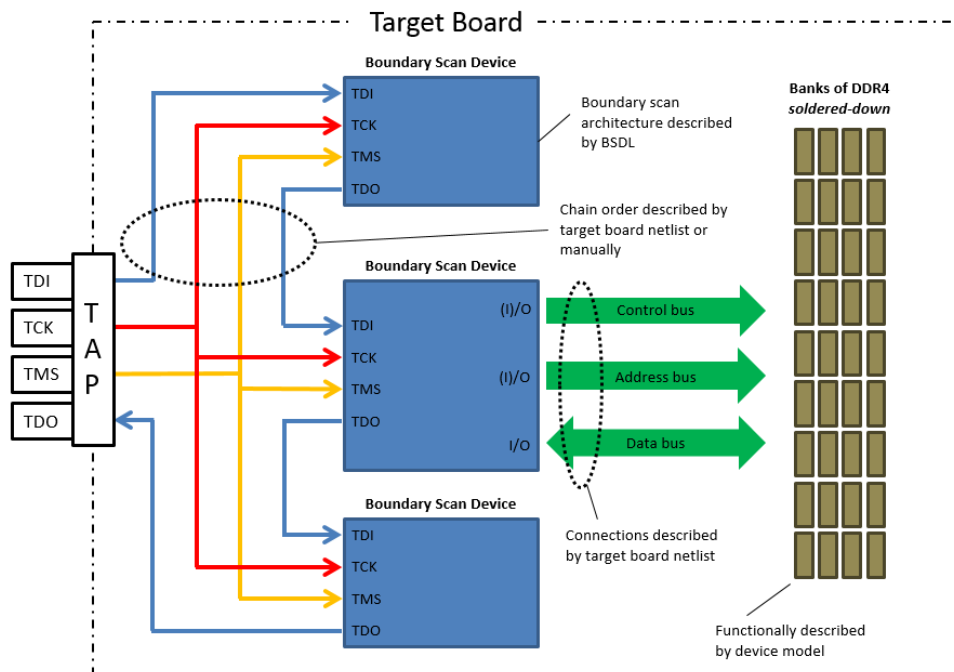 Target Board
Boundary Scan Device
TDI
TCK
TMS
TDO
Boundary scan
architecture described
by BSDL
Banks of DDR4
soldered-down
Chain order described by
target board netlist or
manually
TDI
TCK
TMS
TDO
TAP
Boundary Scan Device
TDI
TCK
TMS
TDO
(I)/O
(I)/O
I/O
Control bus
Address bus
Data bus
Connections described
by target board netlist
Boundary Scan Device
TDI
TCK
TMS
TDO
Functionally described
by device model